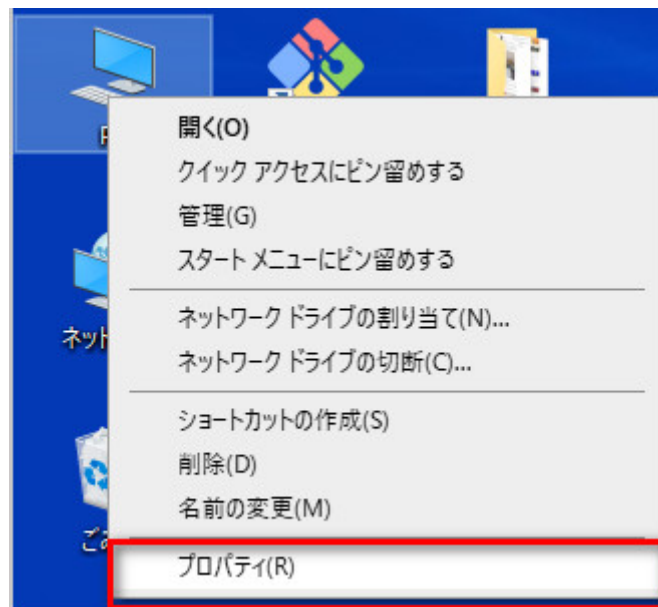 開く(O)
クイック アクセスにピン留めする
管理(G)
スタート メニューにピン留めする
ネットワーク ドライブの割り当て(N)...
ネットワーク ドライブの切断(C)...
ショートカットの作成(S)
削除(D)
名前の変更(M)
プロパティ(R)